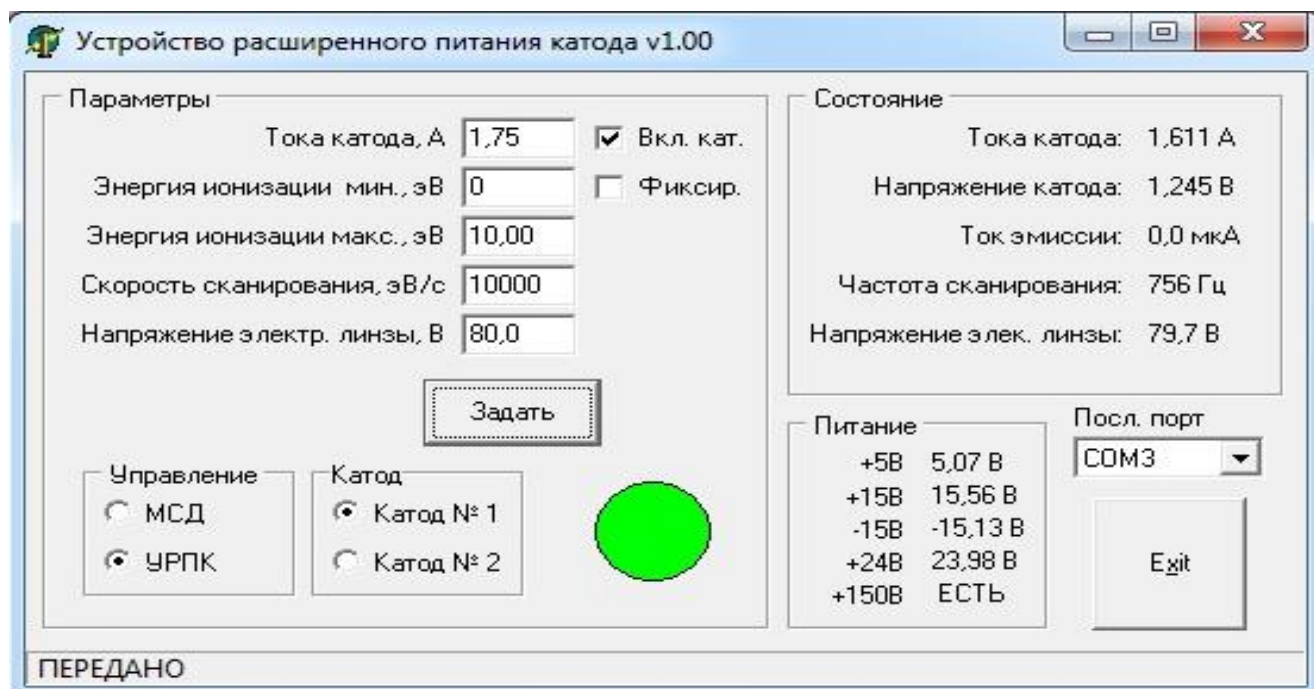 Устройство расширенного питания катода v1.00
Параметры
Тока катода, А 1,75 Вкл. кат.
Энергия ионизации мин., эВ 0 Фиксир.
Энергия ионизации макс., эВ 10,00
Скорость сканирования, эВ/с 10000
Напряжение электр. линзы, В 80,0
Задать
Управление
МСД
УРПК
Катод
Катод № 1
Катод № 2
Состояние
Тока катода: 1,611 А
Напряжение катода: 1,245 В
Ток эмиссии: 0,0 мкА
Частота сканирования: 756 Гц
Напряжение элек. линзы: 79,7 В
Питание
+5В 5,07 В
+15В 15,56 В
-15В -15,13 В
+24В 23,98 В
+150В ЕСТЬ
Посл. порт
COM3
Exit
ПЕРЕДАНО